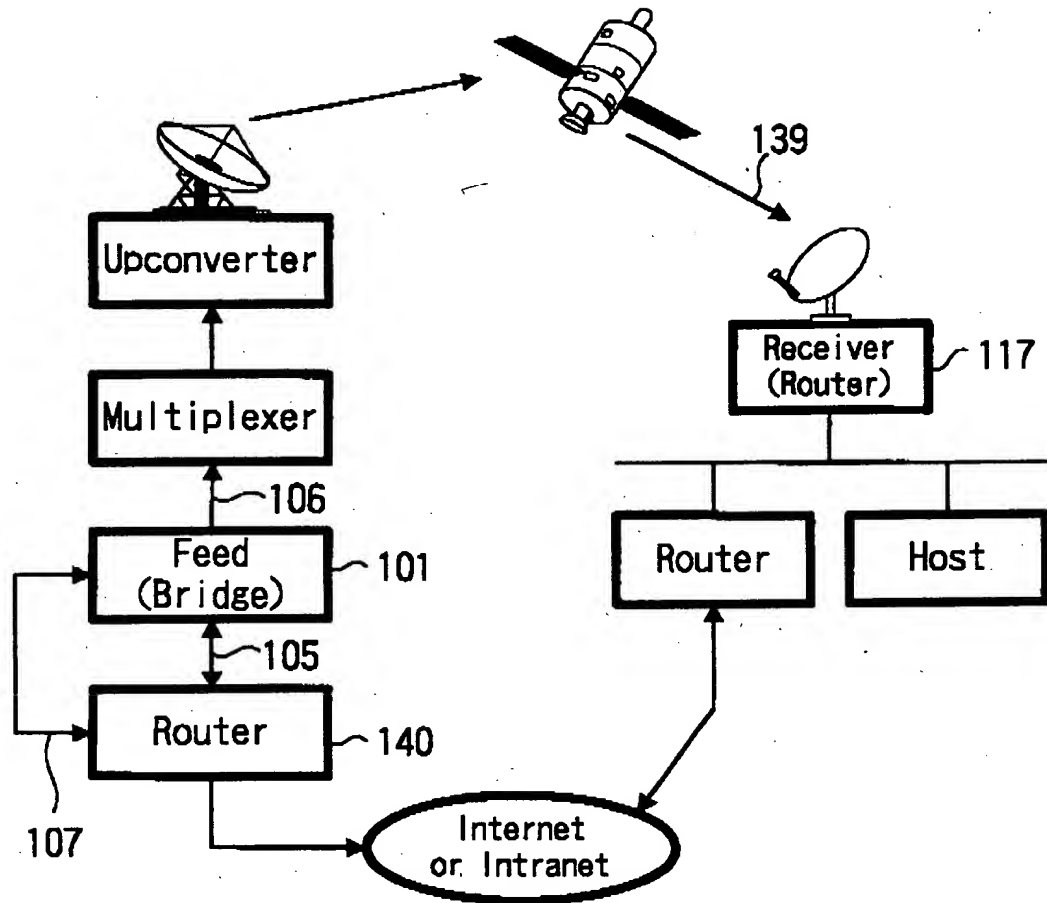 139
Upconverter
Receiver
(Router)
117
Multiplexer
106
Feed
(Bridge)
101
Router
Host
105
Router
140
107
Internet
or Intranet